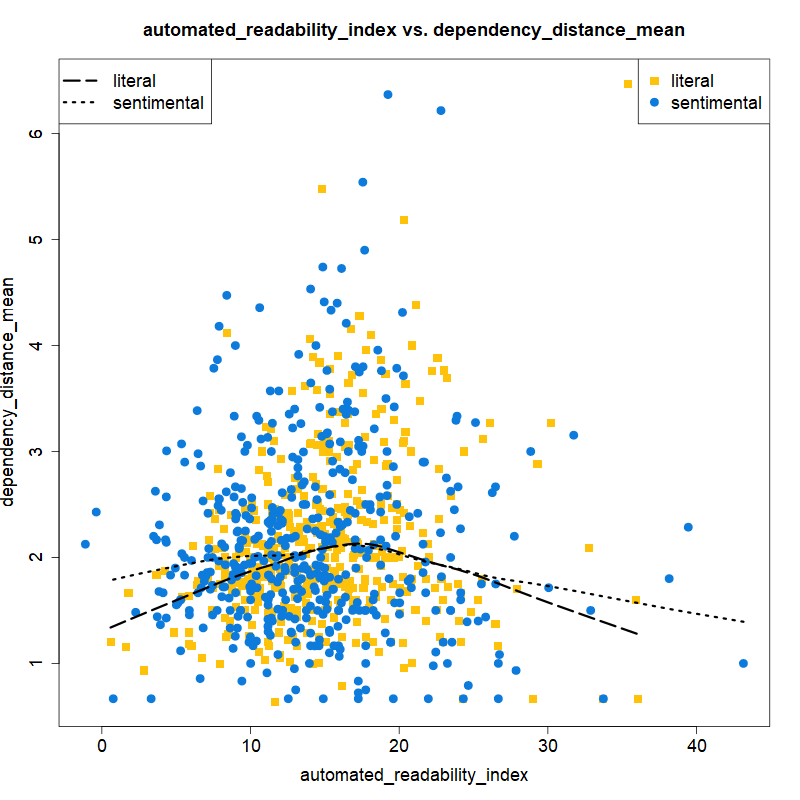 automated_readability_index vs. dependency_distance_mean
literal
sentimental
literal
sentimental
dependency_distance_mean
6
5
4
3
2
1
0
10
20
30
40
automated_readability_index